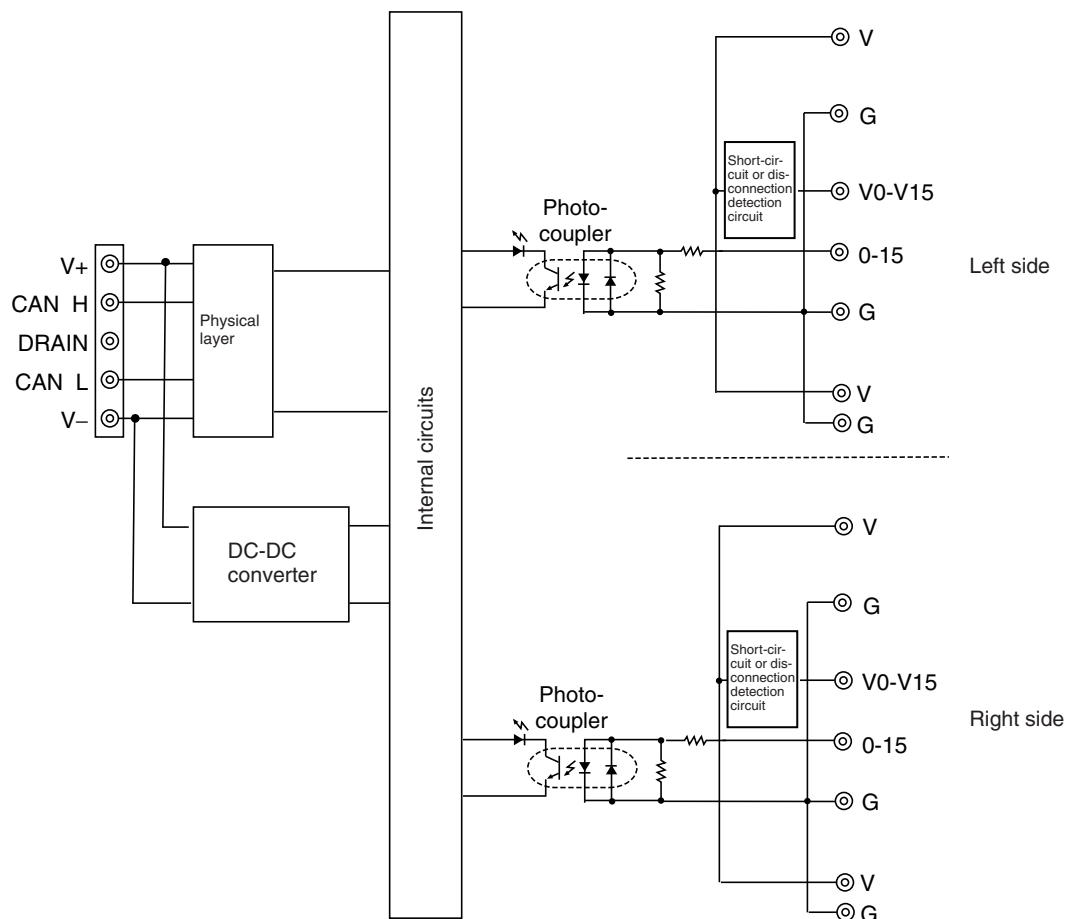 V+
CAN H
DRAIN
CAN L
V−
Physical
layer
DC-DC
converter
Internal circuits
Photo-
coupler
V
G
Short-cir-
cuit or dis-
connection
detection
circuit
V0-V15
0-15
G
V
G
Left side
Photo-
coupler
V
G
Short-cir-
cuit or dis-
connection
detection
circuit
V0-V15
0-15
G
V
G
Right side